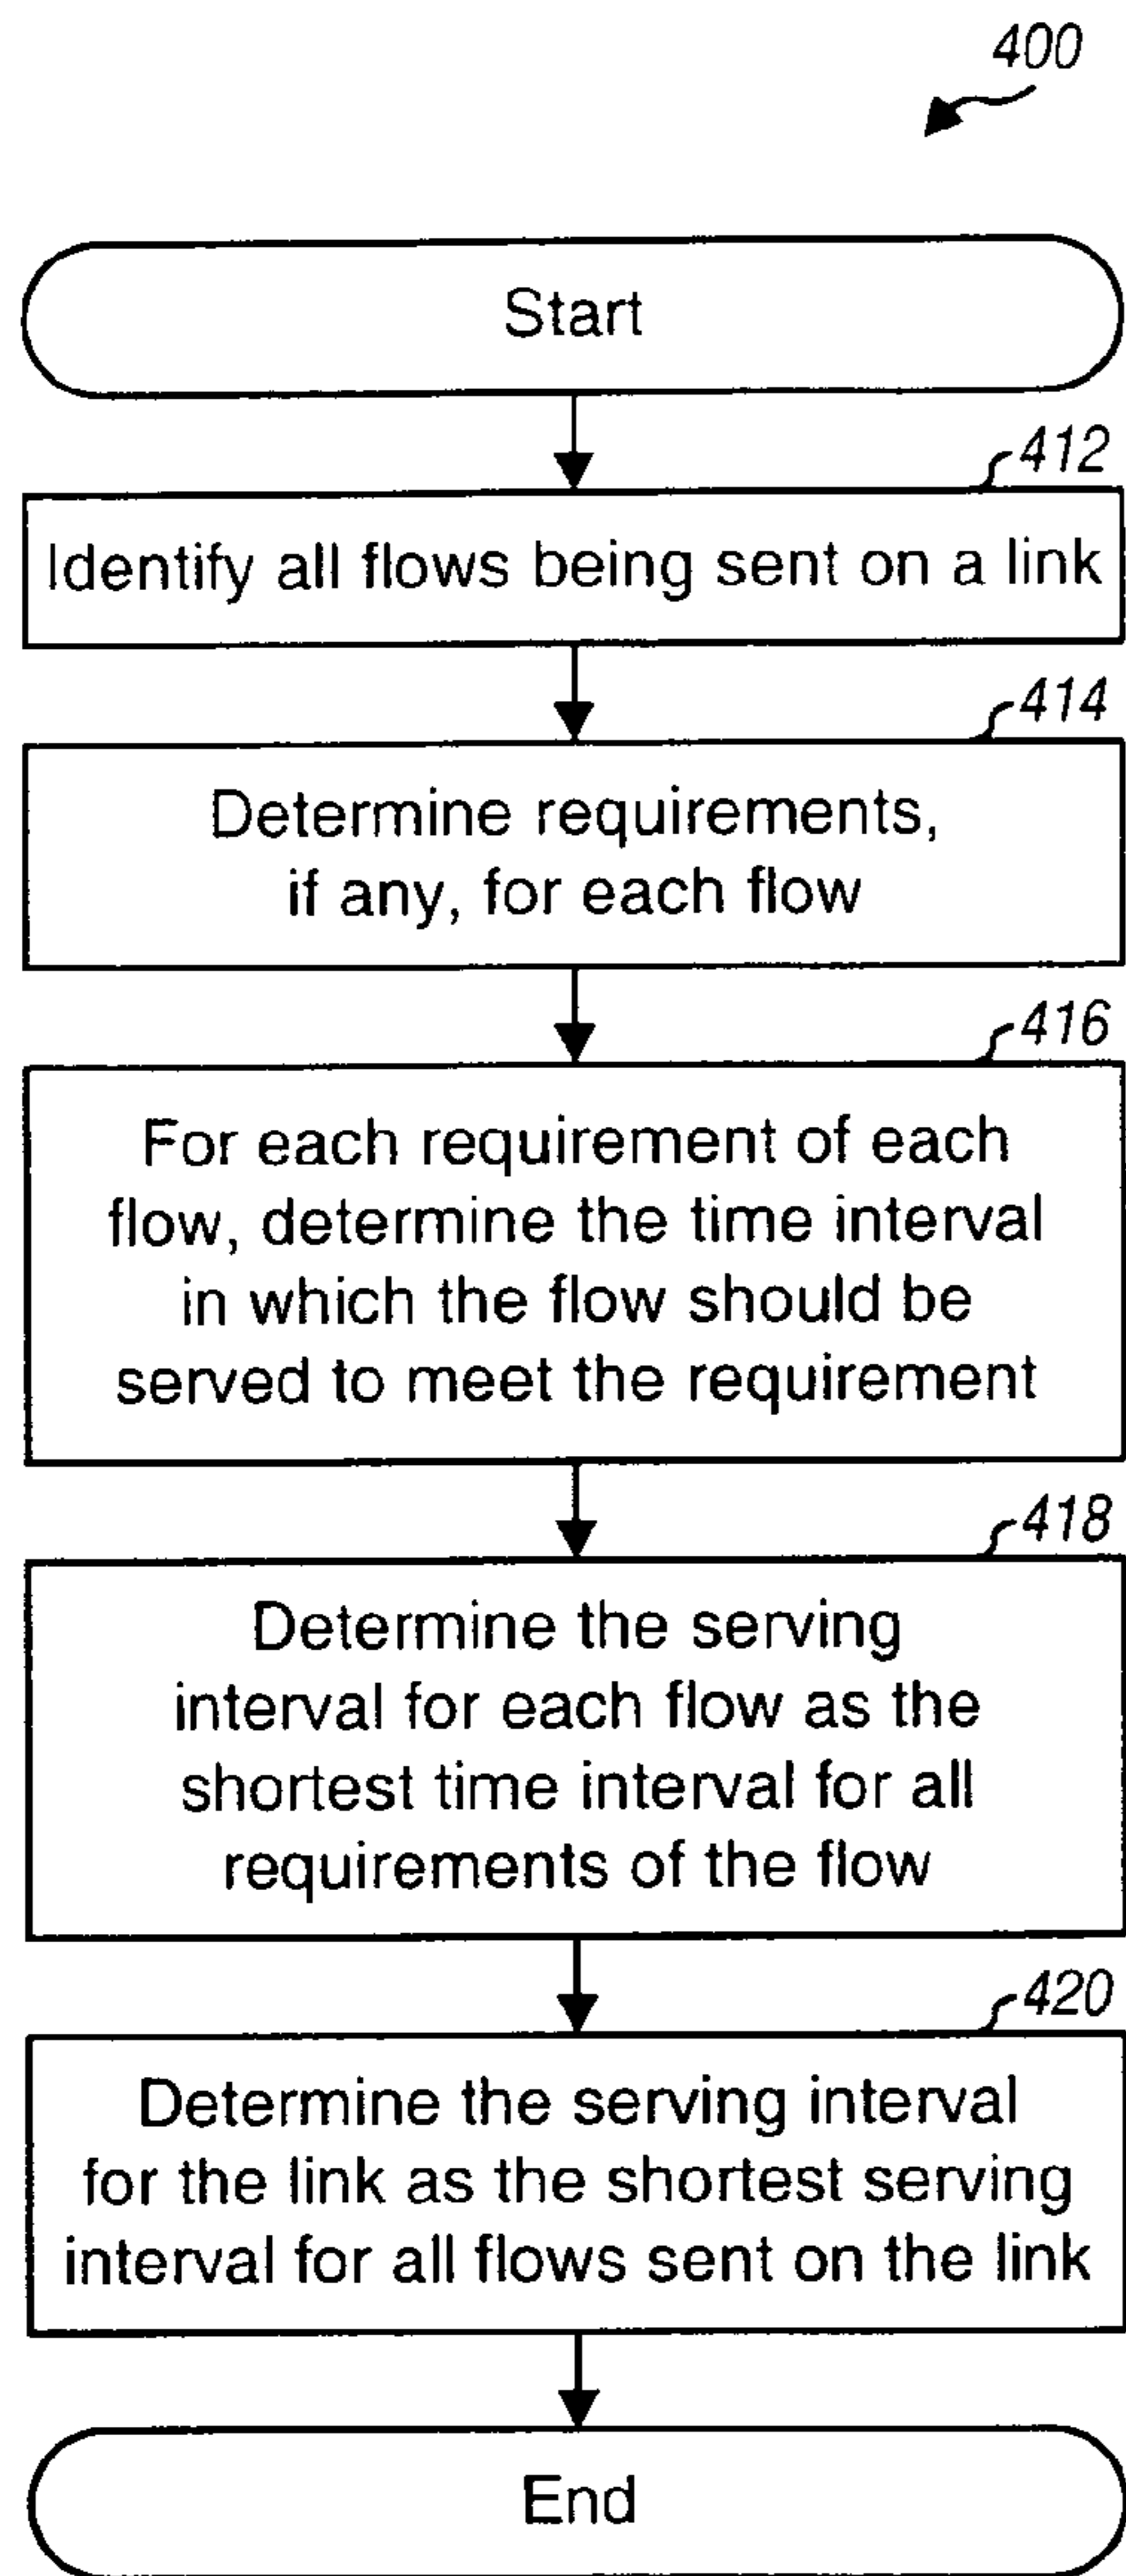 400
Start
412
Identify all flows being sent on a link
414
Determine requirements,
if any, for each flow
416
For each requirement of each
flow, determine the time interval
in which the flow should be
served to meet the requirement
418
Determine the serving
interval for each flow as the
shortest time interval for all
requirements of the flow
420
Determine the serving interval
for the link as the shortest serving
interval for all flows sent on the link
End